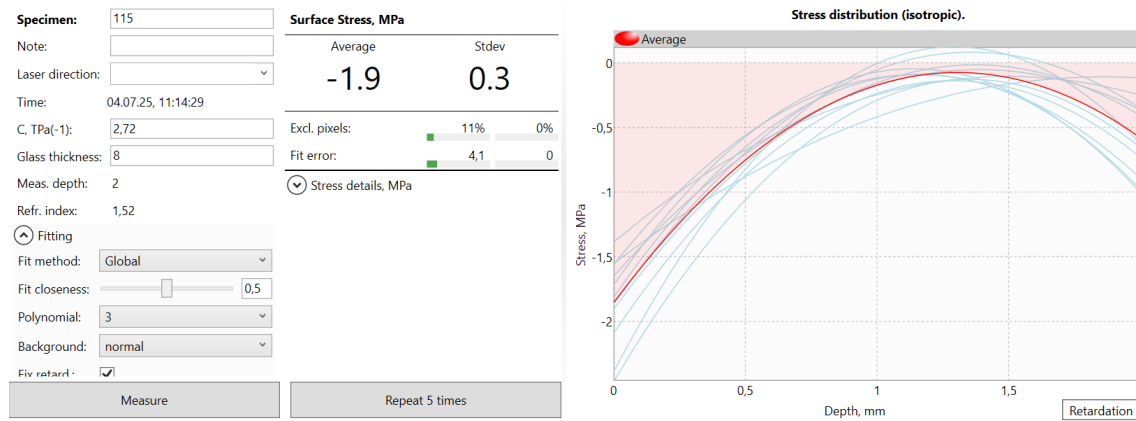 Specimen: 115
Note:
Laser direction:
Time: 04.07.25, 11:14:29
C, TPa(-1): 2,72
Glass thickness: 8
Meas. depth: 2
Refr. index: 1,52
Fitting
Fit method: Global
Fit closeness: 0,5
Polynomial: 3
Background: normal
Fix retard.:
Measure
Surface Stress, MPa
Average Stdev
-1.9 0.3
Excl. pixels: 11% 0%
Fit error: 4,1 0
Stress details, MPa
Repeat 5 times
Stress distribution (isotropic).
Average
Stress, MPa
0
-0,5
-1
-1,5
-2
0 0,5 1 1,5
Depth, mm
Retardation